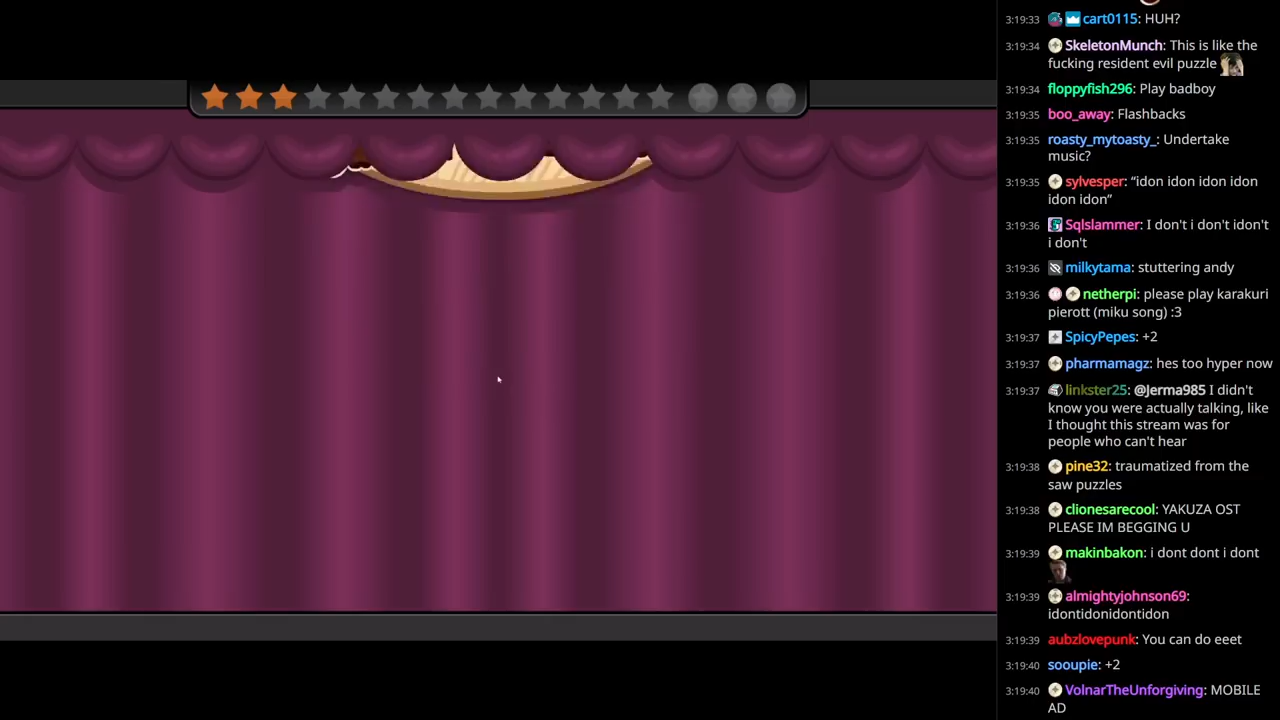 3:19:33 cart0115: HUH?
3:19:34 SkeletonMunch: This is like the
fucking resident evil puzzle
3:19:34 floppyfish296: Play badboy
3:19:35 boo_away: Flashbacks
3:19:35 roasty_mytoasty_: Undertake
music?
3:19:35 sylvesper: “idon idon idon idon
idon idon”
3:19:36 Sqlslammer: I don't i don't idon't
i don't
3:19:36 milkytama: stuttering andy
3:19:36 netherpi: please play karakuri
pierott (miku song) :3
3:19:37 SpicyPepes: +2
3:19:37 pharmamagz: hes too hyper now
3:19:37 linkster25: @Jerma985 I didn't
know you were actually talking, like
I thought this stream was for
people who can't hear
3:19:38 pine32: traumatized from the
saw puzzles
3:19:38 clionesarecool: YAKUZA OST
PLEASE IM BEGGING U
3:19:39 makinbakon: i dont dont i dont
3:19:39 almightyjohnson69:
idontidonidontidon
3:19:39 aubzlovepunk: You can do eeet
3:19:40 sooupie: +2
3:19:40 VolnarTheUnforgiving: MOBILE
AD